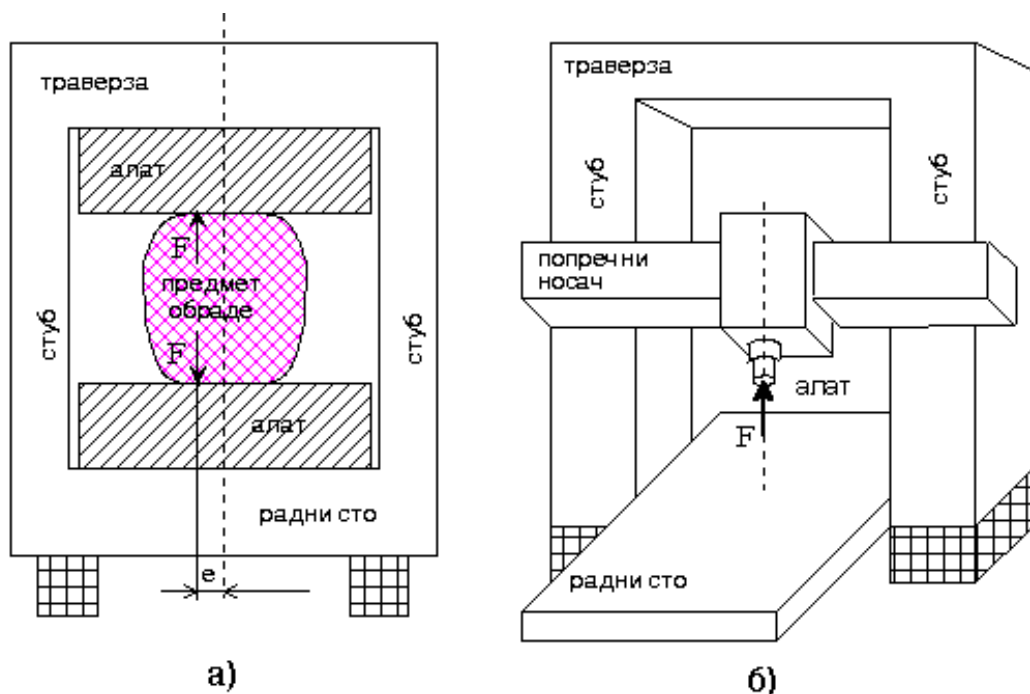 траверза
алат
F
предмет
обраде
F
стуб
стуб
алат
радни сто
e
а)
траверза
стуб
стуб
попречни
носач
алат
F
радни сто
б)